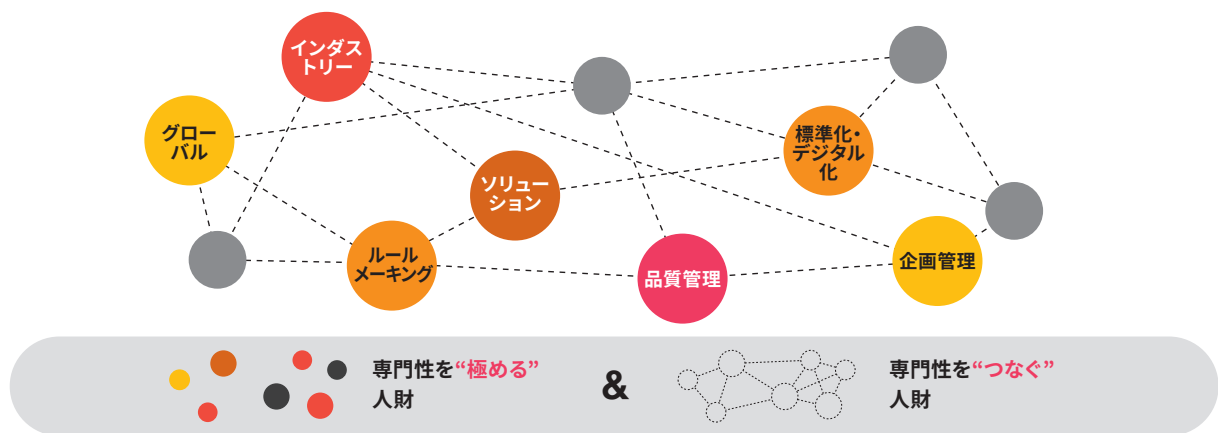 インダス
トリー
グロー
バル
標準化・
デジタル
化
ソリュー
ション
ルール
メーキング
品質管理
企画管理
専門性を“極める”
人財
&
専門性を“つなぐ”
人財